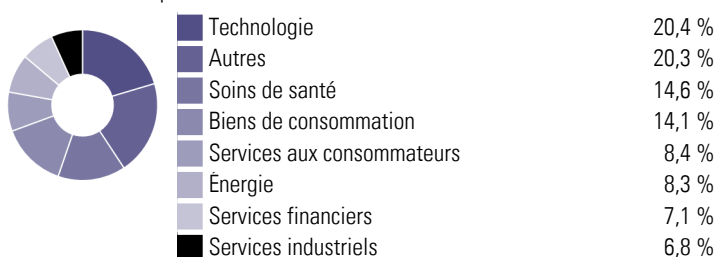 Technologie 20,4 %
Autres 20,3 %
Soins de santé 14,6 %
Biens de consommation 14,1 %
Services aux consommateurs 8,4 %
Énergie 8,3 %
Services financiers 7,1 %
Services industriels 6,8 %